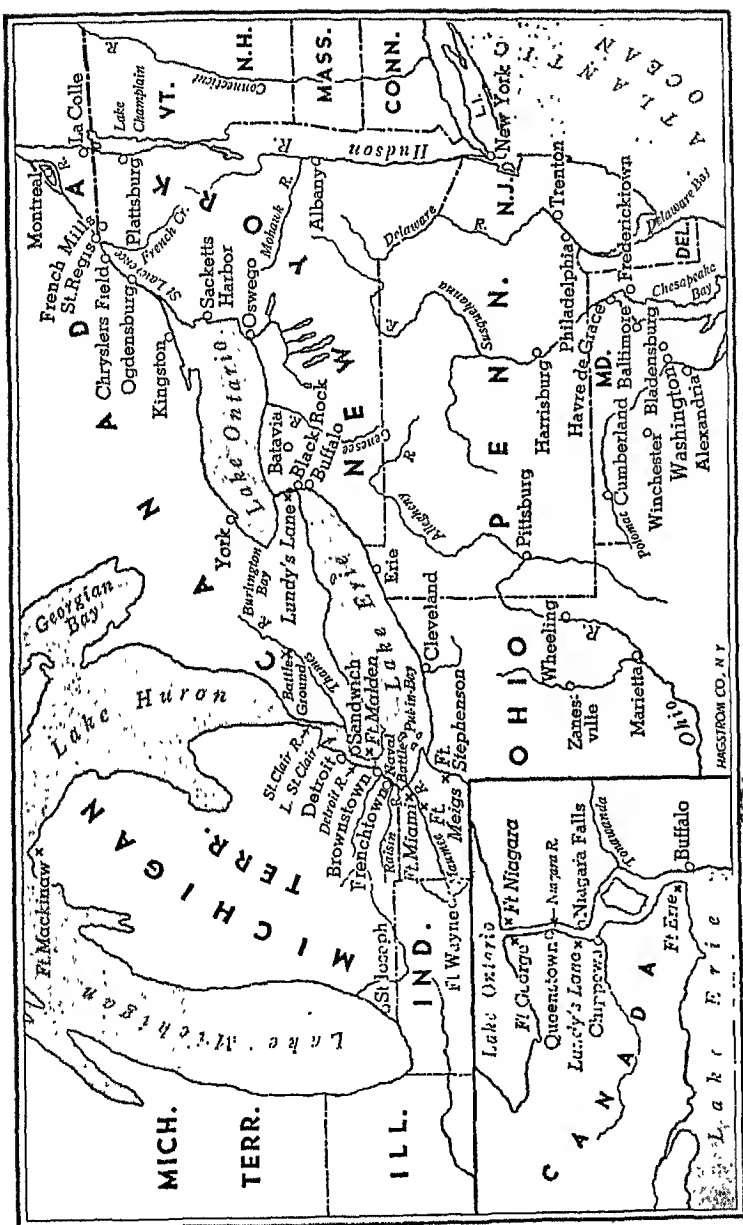 MICH.
TERR.
ILL.
Lake Michigan
Ft. Mackinaw
MICHIGAN
TERR.
St. Joseph
IND.
Ft Wayne
Lake Huron
Georgian
Bay
St. Clair R.
L. St. Clair
Detroit
Detroit R.
Brownstown
Frenchtown
Raisin R.
Ft. Miami
Maumee R.
Ft.
Meigs
Sandwich
Ft. Malden
Naval
Battle
Put-in-Bay
Ft.
Stephenson
Battle
Ground
Thames R.
CANADA
York
Burlington
Bay
Lundy's Lane
Lake Erie
Lake Ontario
Erie
Cleveland
OHIO
Zanes-
ville
Wheeling
Marietta
Ohio R.
HAGSTROM CO., N Y
Montreal
R.
La Colle
French Mills
St. Regis
Chryslers Field
Ogdensburg
Kingston
St Lawrence
French Cr.
Plattsburg
Lake
Champlain
Sacketts
Harbor
Oswego
Batavia
Black Rock
Buffalo
Genesee R.
NEW YORK
Mohawk R.
Albany
Hudson R.
VT.
N.H.
MASS.
CONN.
Connecticut R.
L.I.
New York
ATLANTIC
OCEAN
PENN.
Allegheny R.
Pittsburg
Susquehanna R.
Harrisburg
Delaware R.
N.J.
Trenton
Philadelphia
Havre de Grace
Fredericktown
Delaware Bay
DEL.
Chesapeake
Bay
MD.
Baltimore
Cumberland
Potomac
Bladensburg
Winchester
Washington
Alexandria
Lake Ontario
Ft George
Ft Niagara
Queenstown
Niagara R.
Lundy's Lane
Niagara Falls
Chippewa
Tonawanda
CANADA
Ft Erie
Buffalo
Lake Erie